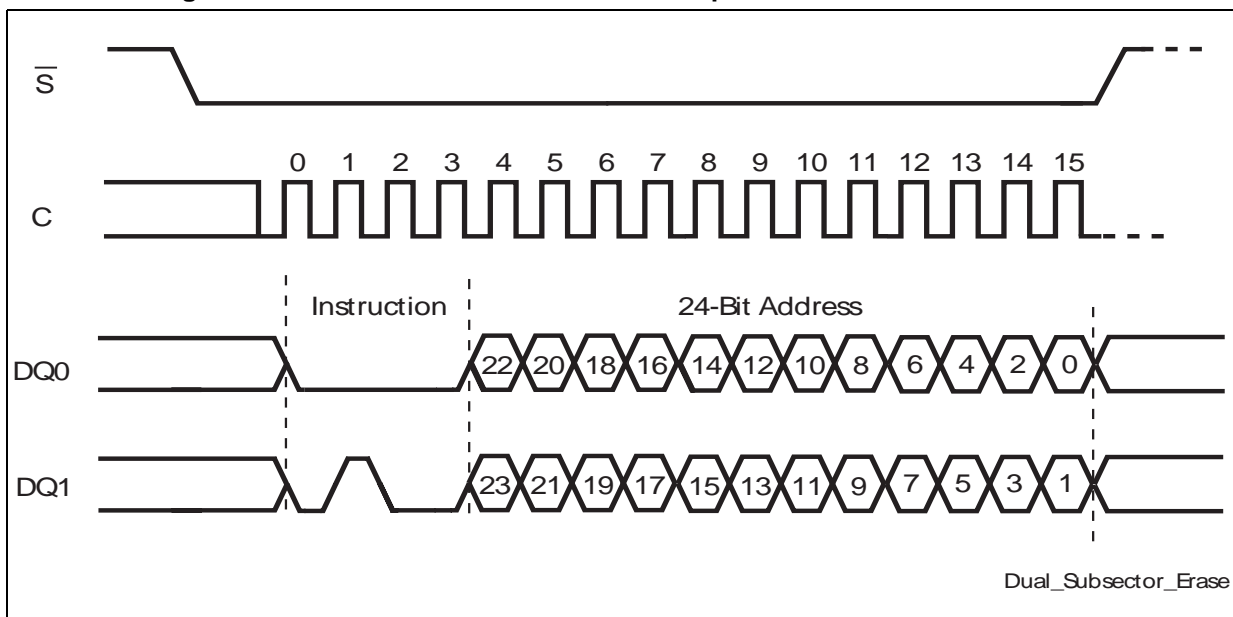 S
0 1 2 3 4 5 6 7 8 9 10 11 12 13 14 15
C
Instruction 24-Bit Address
DQ0 22 20 18 16 14 12 10 8 6 4 2 0
DQ1 23 21 19 17 15 13 11 9 7 5 3 1
Dual_Subsector_Erase